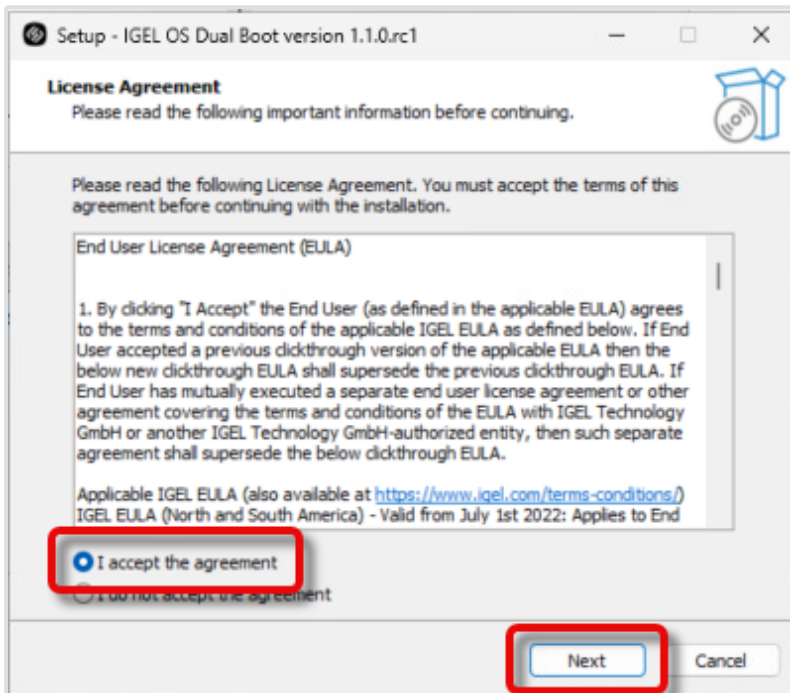 Setup - IGEL OS Dual Boot version 1.1.0.rc1
License Agreement
Please read the following important information before continuing.
Please read the following License Agreement. You must accept the terms of this
agreement before continuing with the installation.
End User License Agreement (EULA)
1. By clicking "I Accept" the End User (as defined in the applicable EULA) agrees
to the terms and conditions of the applicable IGEL EULA as defined below. If End
User accepted a previous clickthrough version of the applicable EULA then the
below new clickthrough EULA shall supersede the previous clickthrough EULA. If
End User has mutually executed a separate end user license agreement or other
agreement covering the terms and conditions of the EULA with IGEL Technology
GmbH or another IGEL Technology GmbH-authorized entity, then such separate
agreement shall supersede the below clickthrough EULA.
Applicable IGEL EULA (also available at https://www.igel.com/terms-conditions/)
IGEL EULA (North and South America) - Valid from July 1st 2022: Applies to End
I accept the agreement
I do not accept the agreement
Next
Cancel